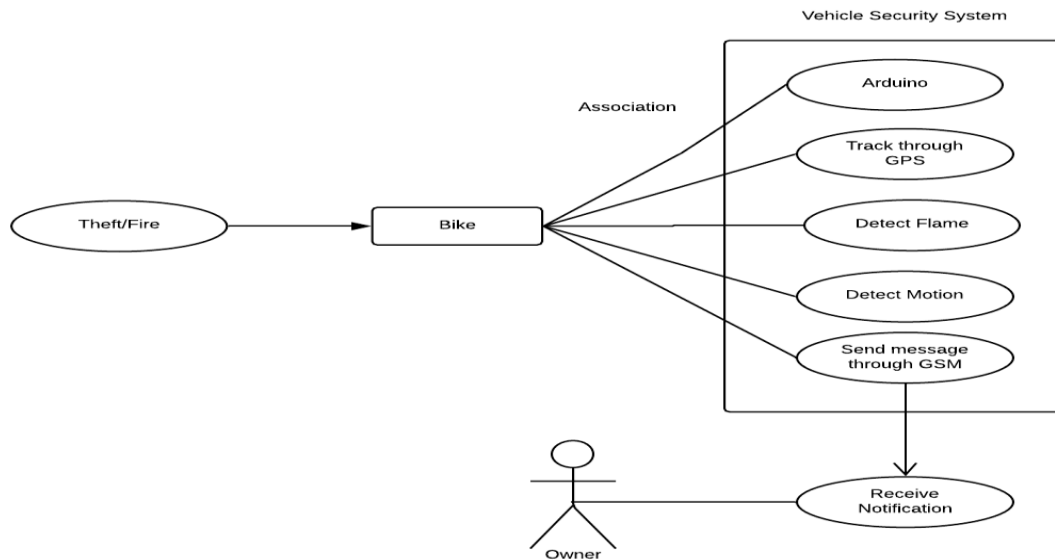 Vehicle Security System
Association
Arduino
Track through
GPS
Theft/Fire
Bike
Detect Flame
Detect Motion
Send message
through GSM
Receive
Notification
Owner